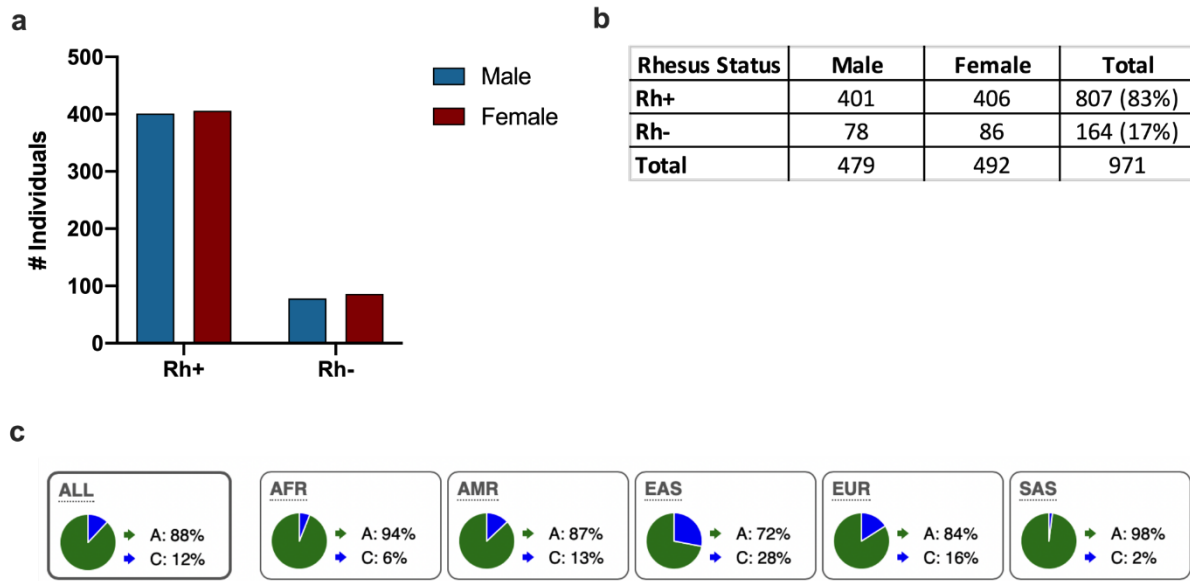 a
500
400
300
200
100
0
# Individuals
Rh+
Rh-
Male
Female
b
Rhesus Status Male Female Total
Rh+ 401 406 807 (83%)
Rh- 78 86 164 (17%)
Total 479 492 971
c
ALL
A: 88%
C: 12%
AFR
A: 94%
C: 6%
AMR
A: 87%
C: 13%
EAS
A: 72%
C: 28%
EUR
A: 84%
C: 16%
SAS
A: 98%
C: 2%